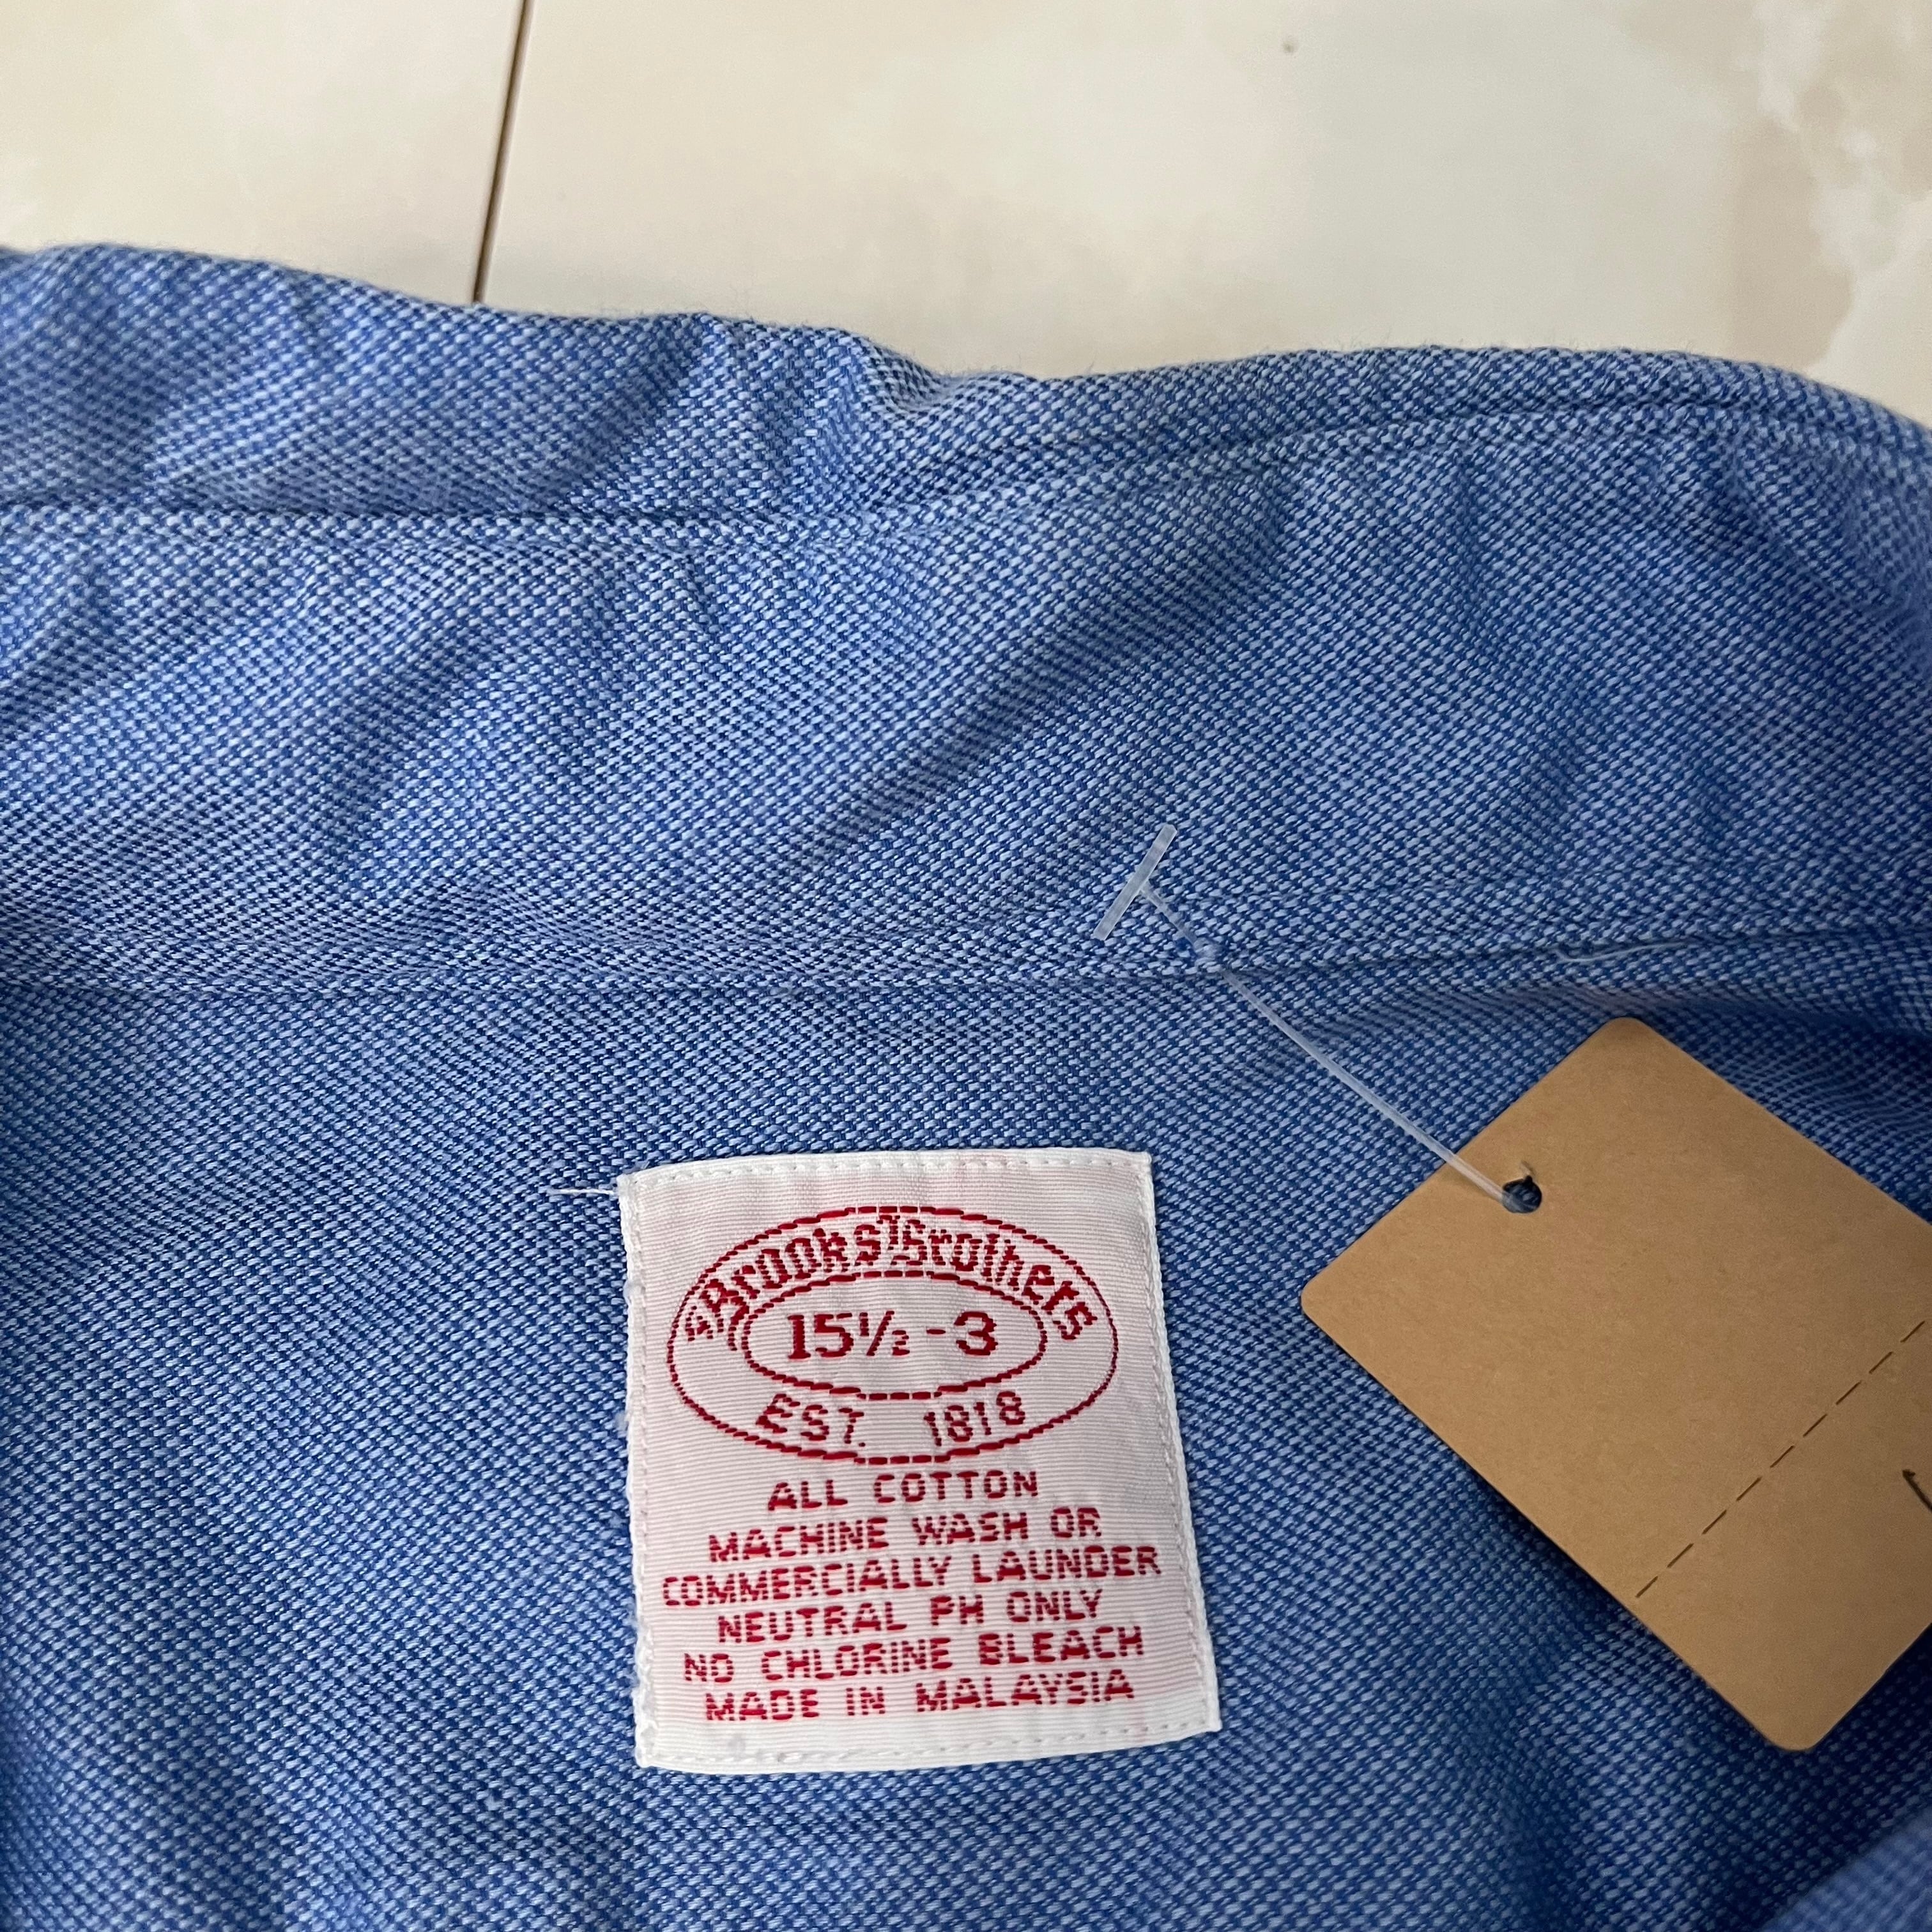 Brooks Brothers
15½-3
EST. 1818
ALL COTTON
MACHINE WASH OR
COMMERCIALLY LAUNDER
NEUTRAL PH ONLY
NO CHLORINE BLEACH
MADE IN MALAYSIA